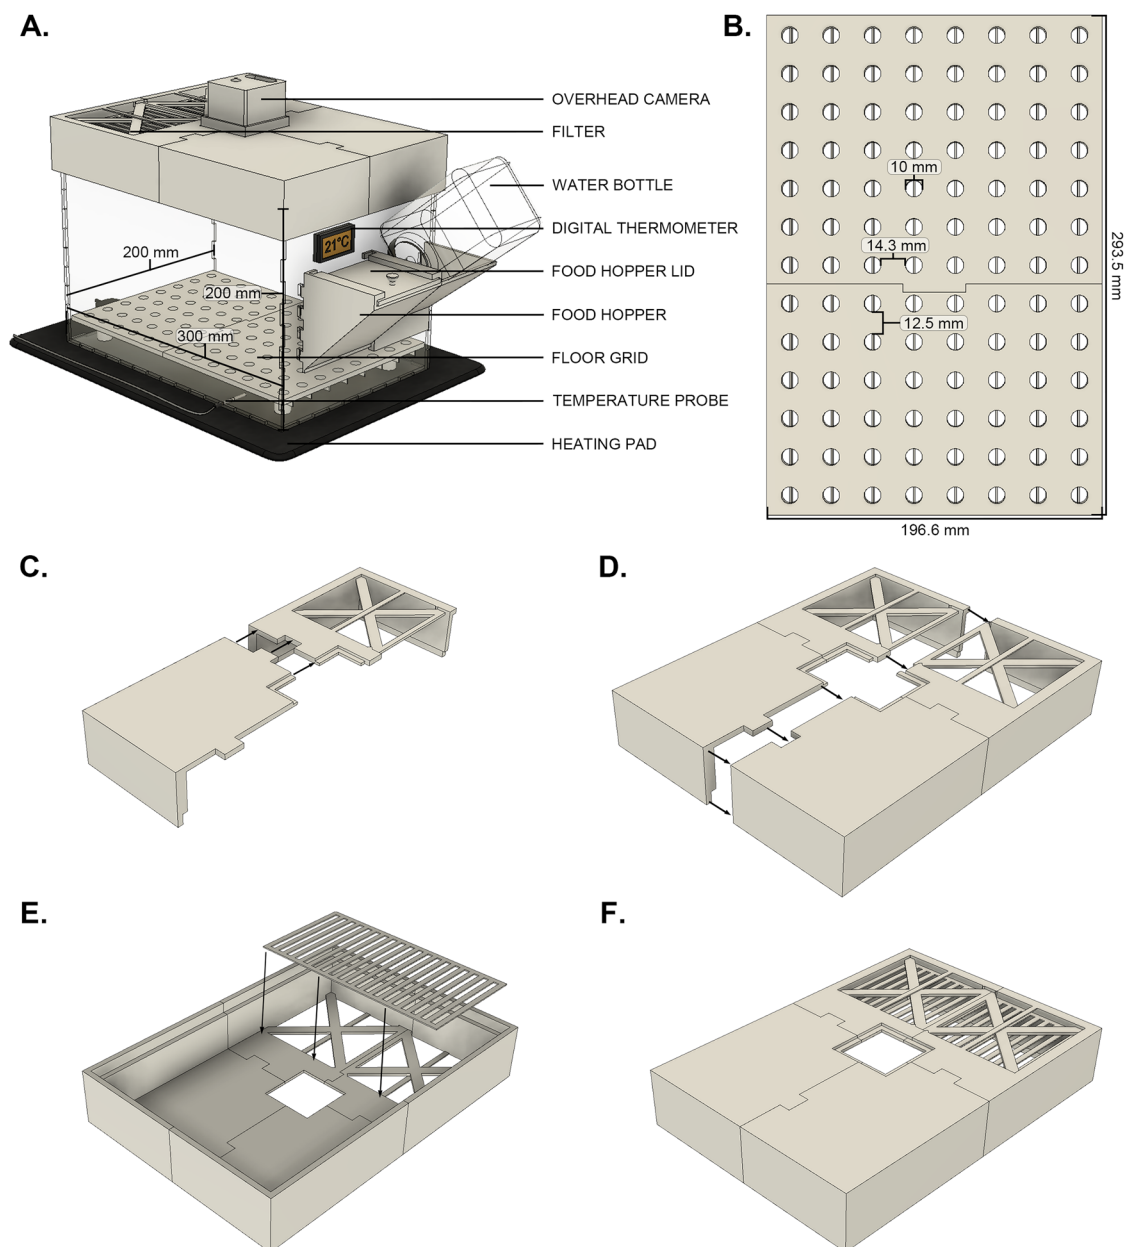 A.
OVERHEAD CAMERA
FILTER
WATER BOTTLE
DIGITAL THERMOMETER
FOOD HOPPER LID
FOOD HOPPER
FLOOR GRID
TEMPERATURE PROBE
HEATING PAD
21°C
200 mm
200 mm
300 mm
B.
10 mm
14.3 mm
12.5 mm
293.5 mm
196.6 mm
C.
D.
E.
F.